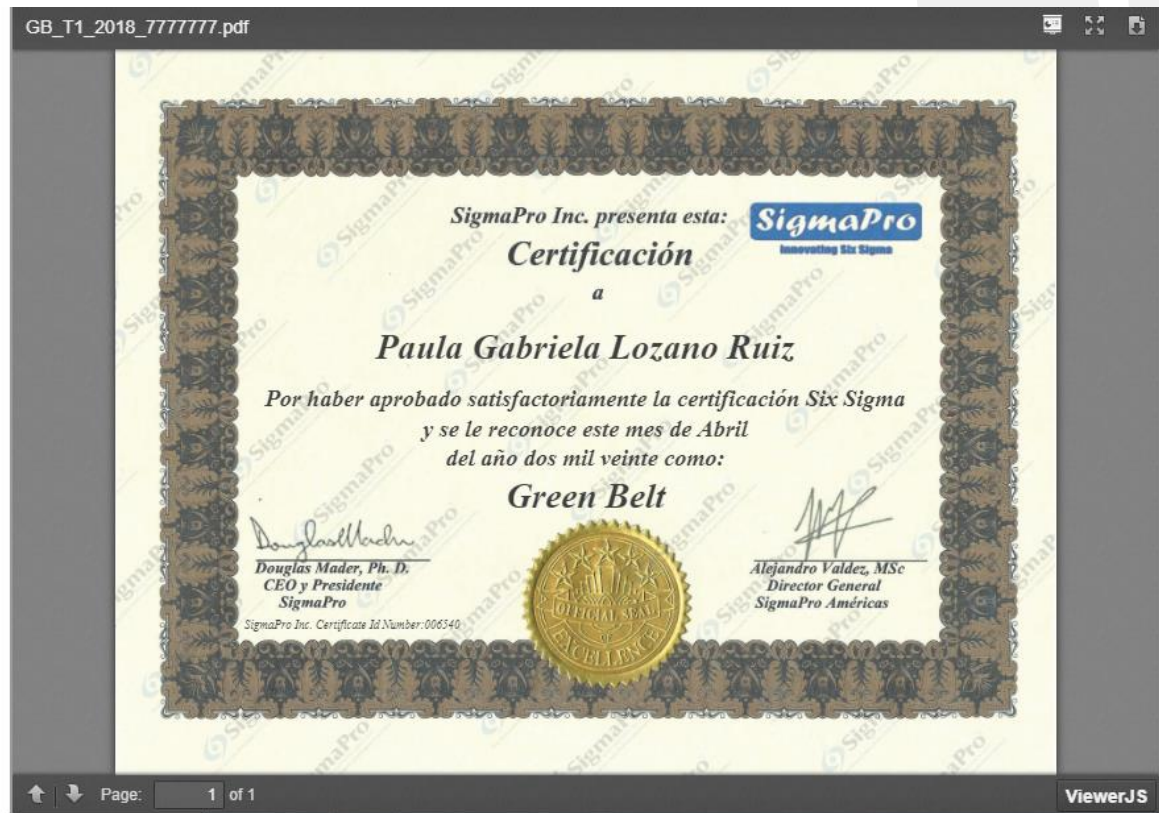 GB_T1_2018_7777777.pdf
SigmaPro Inc. presenta esta:
SigmaPro
Innovating Six Sigma
Certificación
a
Paula Gabriela Lozano Ruiz
Por haber aprobado satisfactoriamente la certificación Six Sigma
y se le reconoce este mes de Abril
del año dos mil veinte como:
Green Belt
Douglas Mader, Ph. D.
CEO y Presidente
SigmaPro
SigmaPro Inc. Certificate Id Number:006540
OFFICIAL SEAL
OF
EXCELLENCE
Alejandro Valdez, MSc
Director General
SigmaPro Américas
Page: 1 of 1
ViewerJS